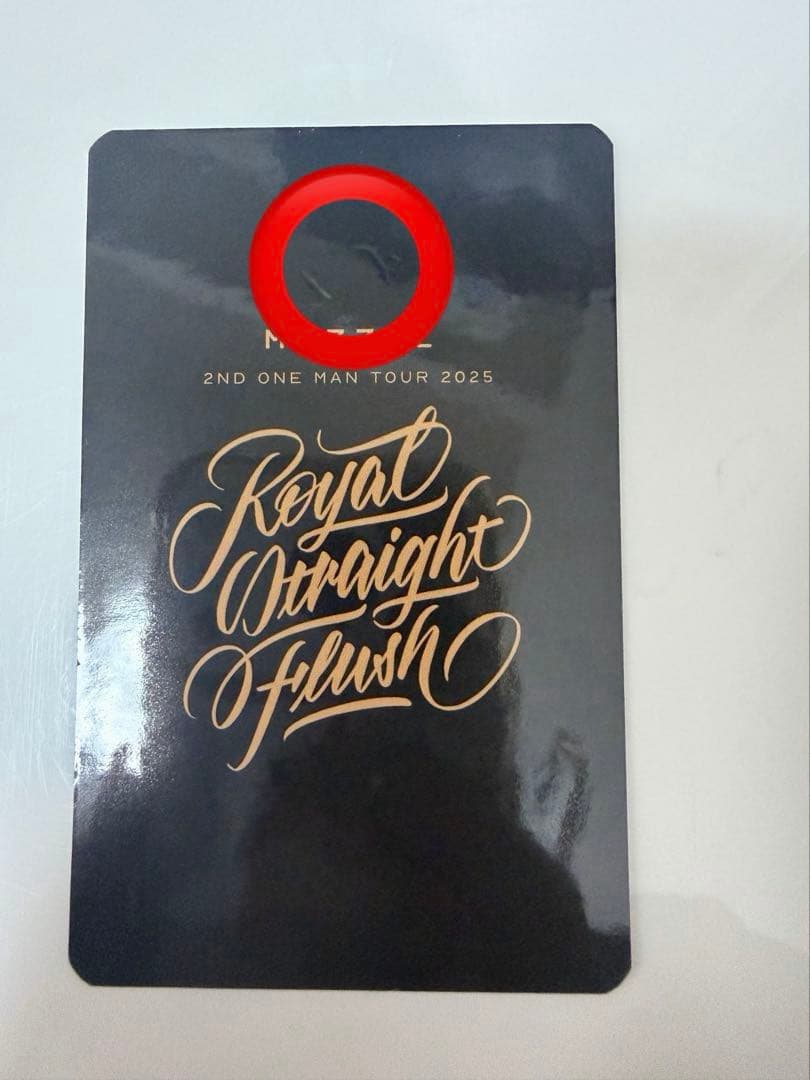 2ND ONE MAN TOUR 2025
Royal
Straight
Flush